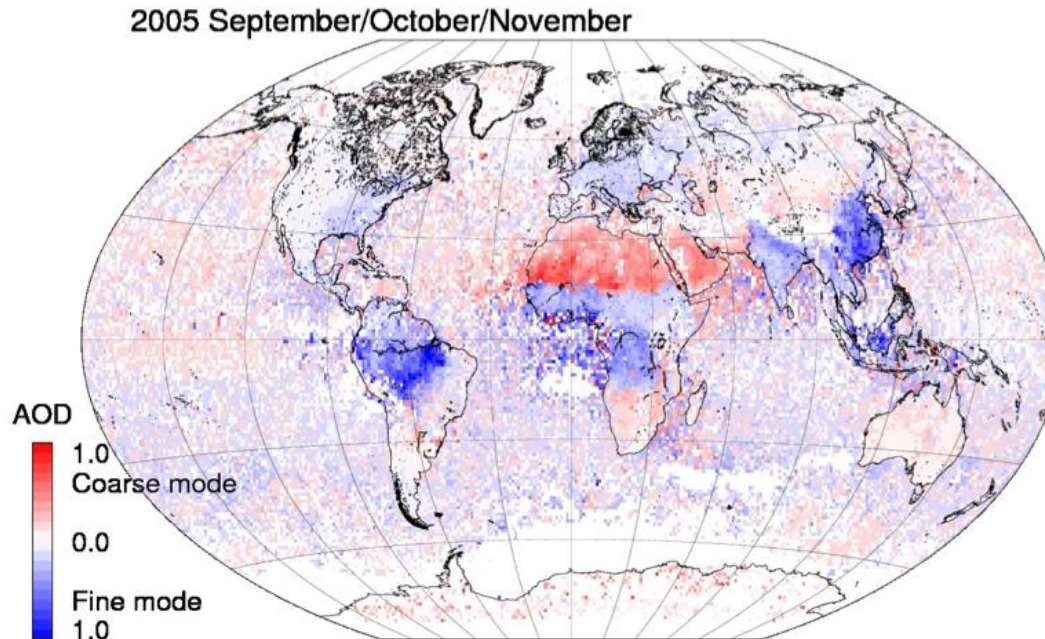 2005 September/October/November
AOD
1.0
Coarse mode
0.0
Fine mode
1.0